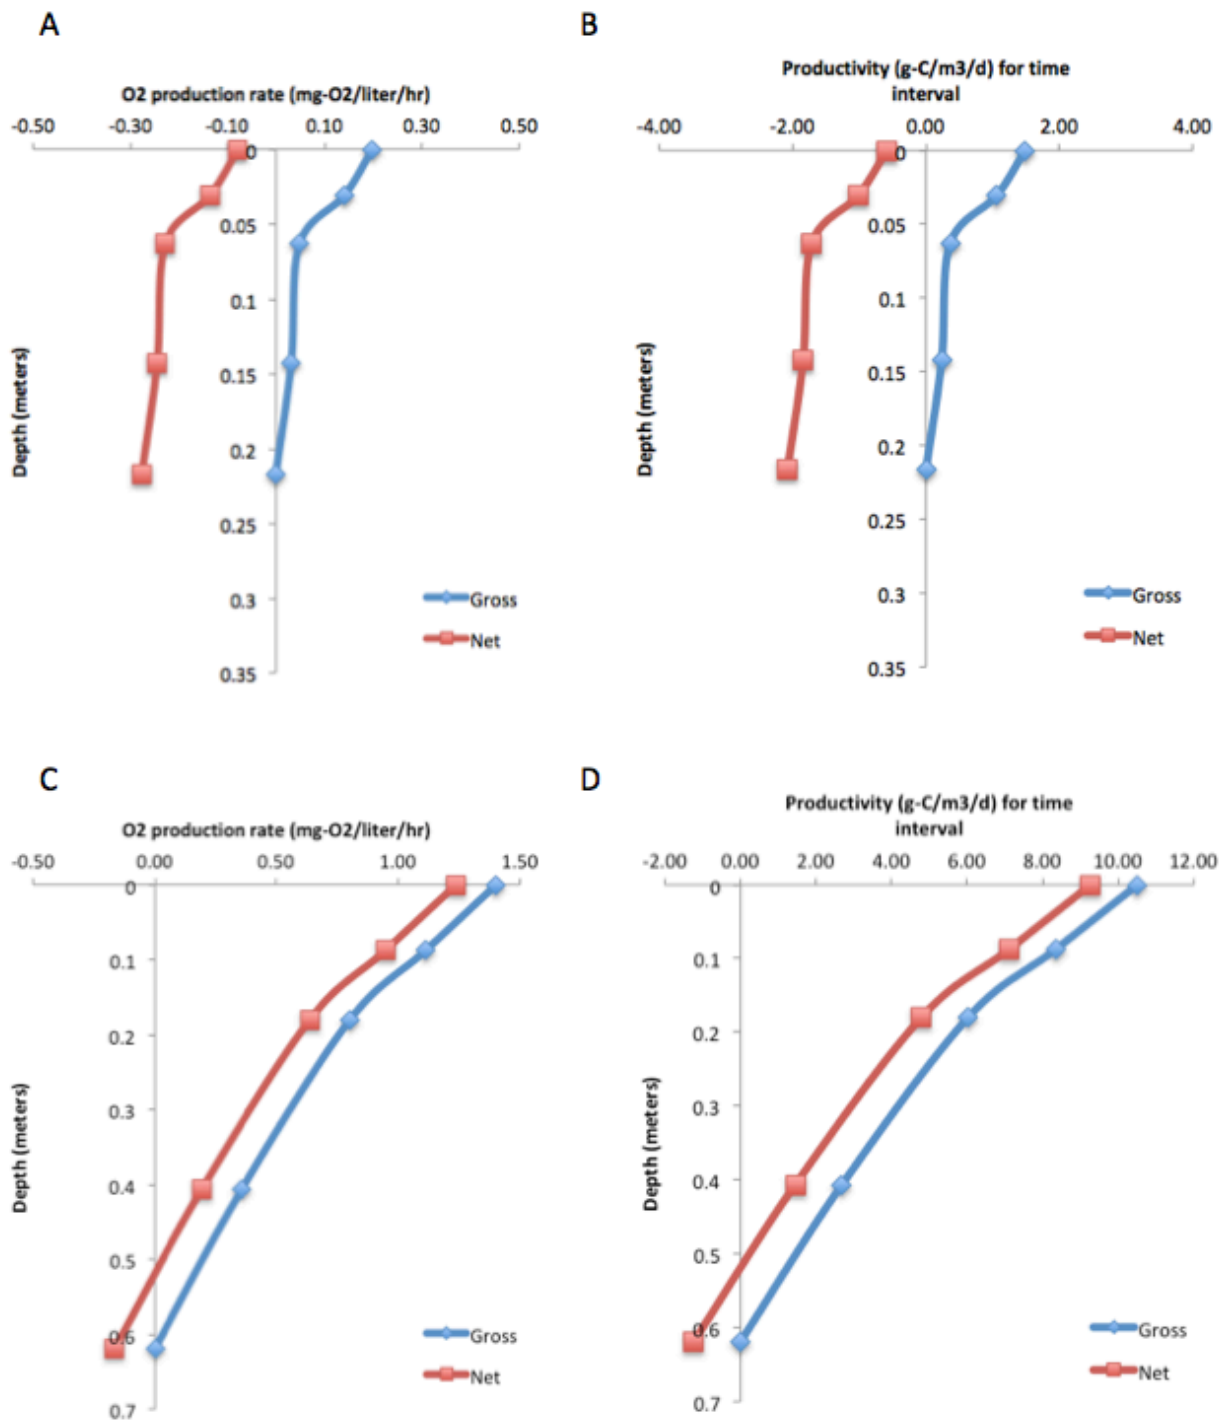 A
B
O2 production rate (mg-O2/liter/hr)
Productivity (g-C/m3/d) for time
interval
-0.50 -0.30 -0.10 0.10 0.30 0.50
-4.00 -2.00 0.00 2.00 4.00
0
0.05
0.1
0.15
0.2
0.25
0.3
0.35
Depth (meters)
Gross
Net
0
0.05
0.1
0.15
0.2
0.25
0.3
0.35
Depth (meters)
Gross
Net
C
D
O2 production rate (mg-O2/liter/hr)
Productivity (g-C/m3/d) for time
interval
-0.50 0.00 0.50 1.00 1.50
-2.00 0.00 2.00 4.00 6.00 8.00 10.00 12.00
0
0.1
0.2
0.3
0.4
0.5
0.6
0.7
Depth (meters)
Gross
Net
0
0.1
0.2
0.3
0.4
0.5
0.6
0.7
Depth (meters)
Gross
Net